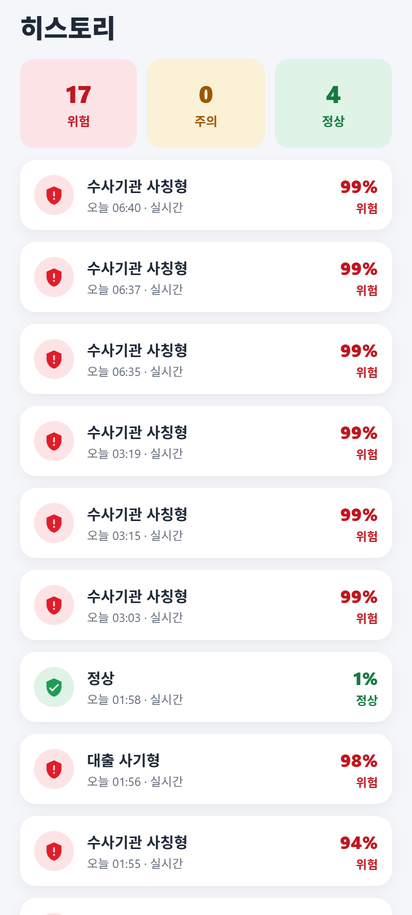 히스토리
17
위험
0
주의
4
정상
수사기관 사칭형
99%
오늘 06:40 · 실시간
위험
수사기관 사칭형
99%
오늘 06:37 · 실시간
위험
수사기관 사칭형
99%
오늘 06:35 · 실시간
위험
수사기관 사칭형
99%
오늘 03:19 · 실시간
위험
수사기관 사칭형
99%
오늘 03:15 · 실시간
위험
수사기관 사칭형
99%
오늘 03:03 · 실시간
위험
정상
1%
오늘 01:58 · 실시간
정상
대출 사기형
98%
오늘 01:56 · 실시간
위험
수사기관 사칭형
94%
오늘 01:55 · 실시간
위험